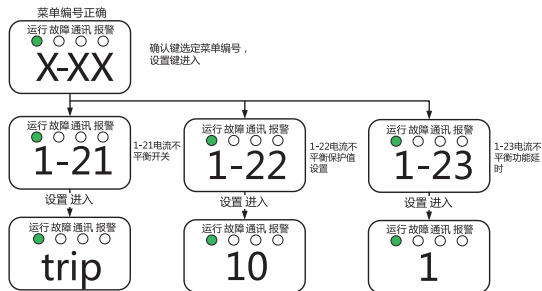 菜单编号正确
运行 故障 通讯 报警
X-XX
确认键选定菜单编号，
设置键进入
运行 故障 通讯 报警
1-21
1-21电流不
平衡开关
运行 故障 通讯 报警
1-22
1-22电流不
平衡保护值
设置
运行 故障 通讯 报警
1-23
1-23电流不
平衡功能延
时
设置 进入
设置 进入
设置 进入
运行 故障 通讯 报警
trip
运行 故障 通讯 报警
10
运行 故障 通讯 报警
1